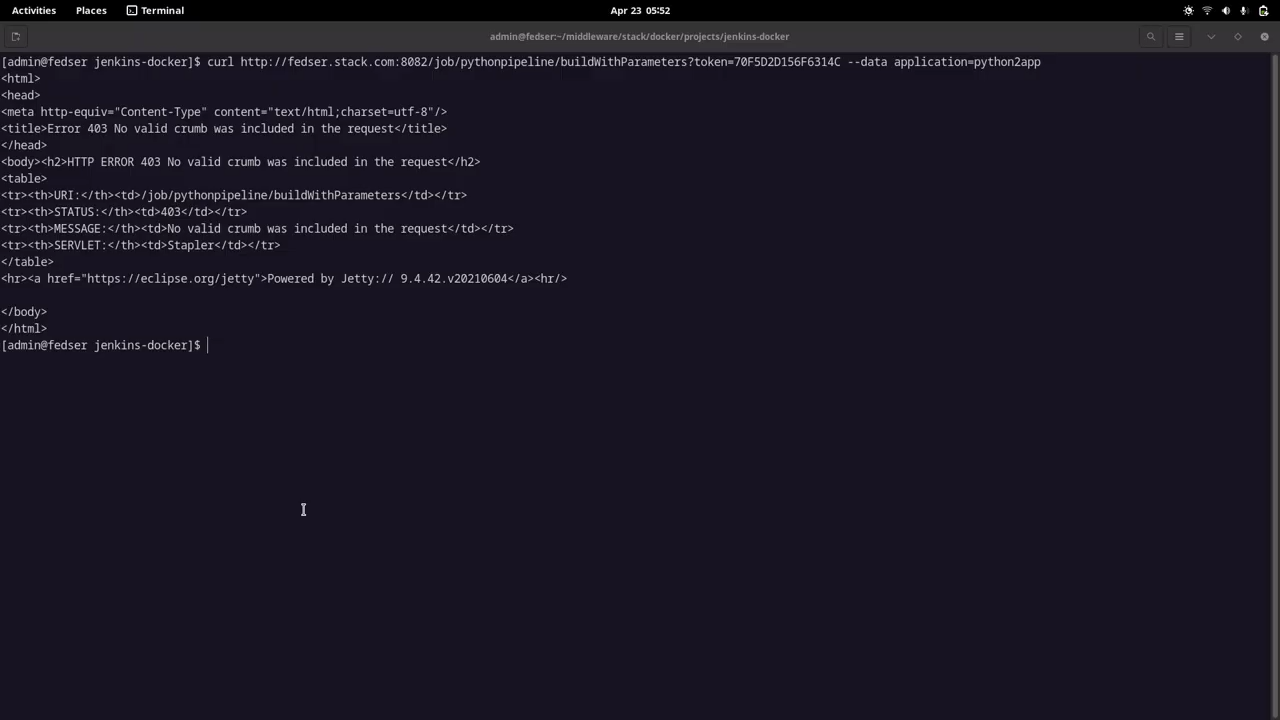 Activities Places Terminal Apr 23 05:52
admin@fedser:~/middleware/stack/docker/projects/jenkins-docker
[admin@fedser jenkins-docker]$ curl http://fedser.stack.com:8082/job/pythonpipeline/buildWithParameters?token=70F5D2D156F6314C --data application=python2app
<html>
<head>
<meta http-equiv="Content-Type" content="text/html;charset=utf-8"/>
<title>Error 403 No valid crumb was included in the request</title>
</head>
<body><h2>HTTP ERROR 403 No valid crumb was included in the request</h2>
<table>
<tr><th>URI:</th><td>/job/pythonpipeline/buildWithParameters</td></tr>
<tr><th>STATUS:</th><td>403</td></tr>
<tr><th>MESSAGE:</th><td>No valid crumb was included in the request</td></tr>
<tr><th>SERVLET:</th><td>Stapler</td></tr>
</table>
<hr><a href="https://eclipse.org/jetty">Powered by Jetty:// 9.4.42.v20210604</a><hr/>
</body>
</html>
[admin@fedser jenkins-docker]$